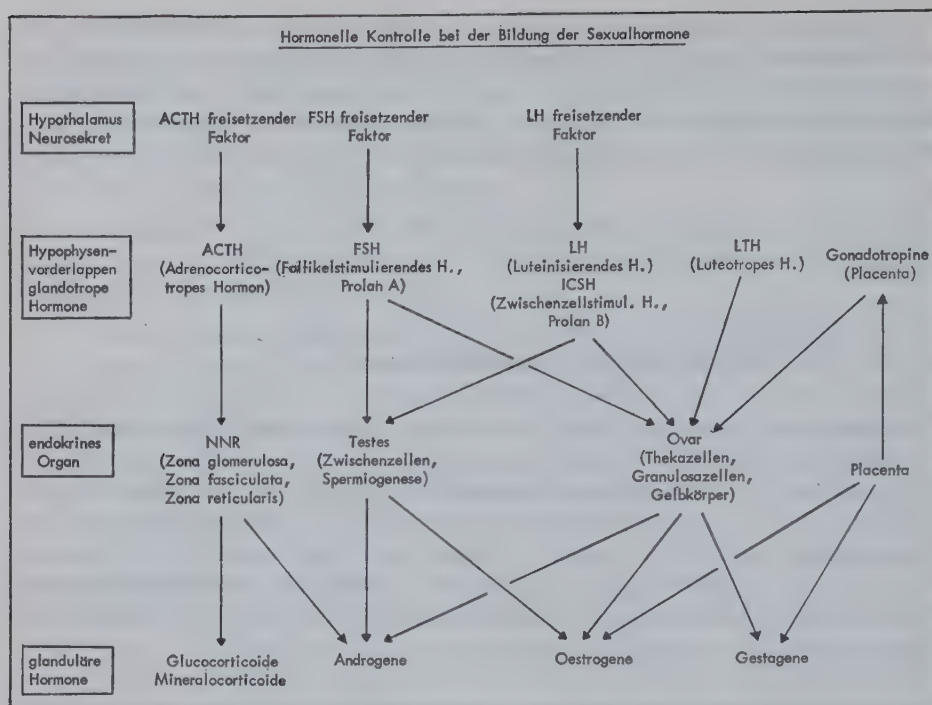 Hormonelle Kontrolle bei der Bildung der Sexualhormone
Hypothalamus
Neurosekret
ACTH freisetzender
Faktor
FSH freisetzender
Faktor
LH freisetzender
Faktor
Hypophysen-
vorderlappen
glandotrope
Hormone
ACTH
(Adrenocortico-
tropes Hormon)
FSH
(Follikelstimulierendes H.,
Prolan A)
LH
(Luteinisierendes H.)
ICSH
(Zwischenzellstimul. H.,
Prolan B)
LTH
(Luteotropes H.)
Gonadotropine
(Placenta)
endokrines
Organ
NNR
(Zona glomerulosa,
Zona fasciculata,
Zona reticularis)
Testes
(Zwischenzellen,
Spermiogenese)
Ovar
(Thekazellen,
Granulosazellen,
Gelbkörper)
Placenta
glanduläre
Hormone
Glucocorticoide
Mineralocorticoide
Androgene
Oestrogene
Gestagene